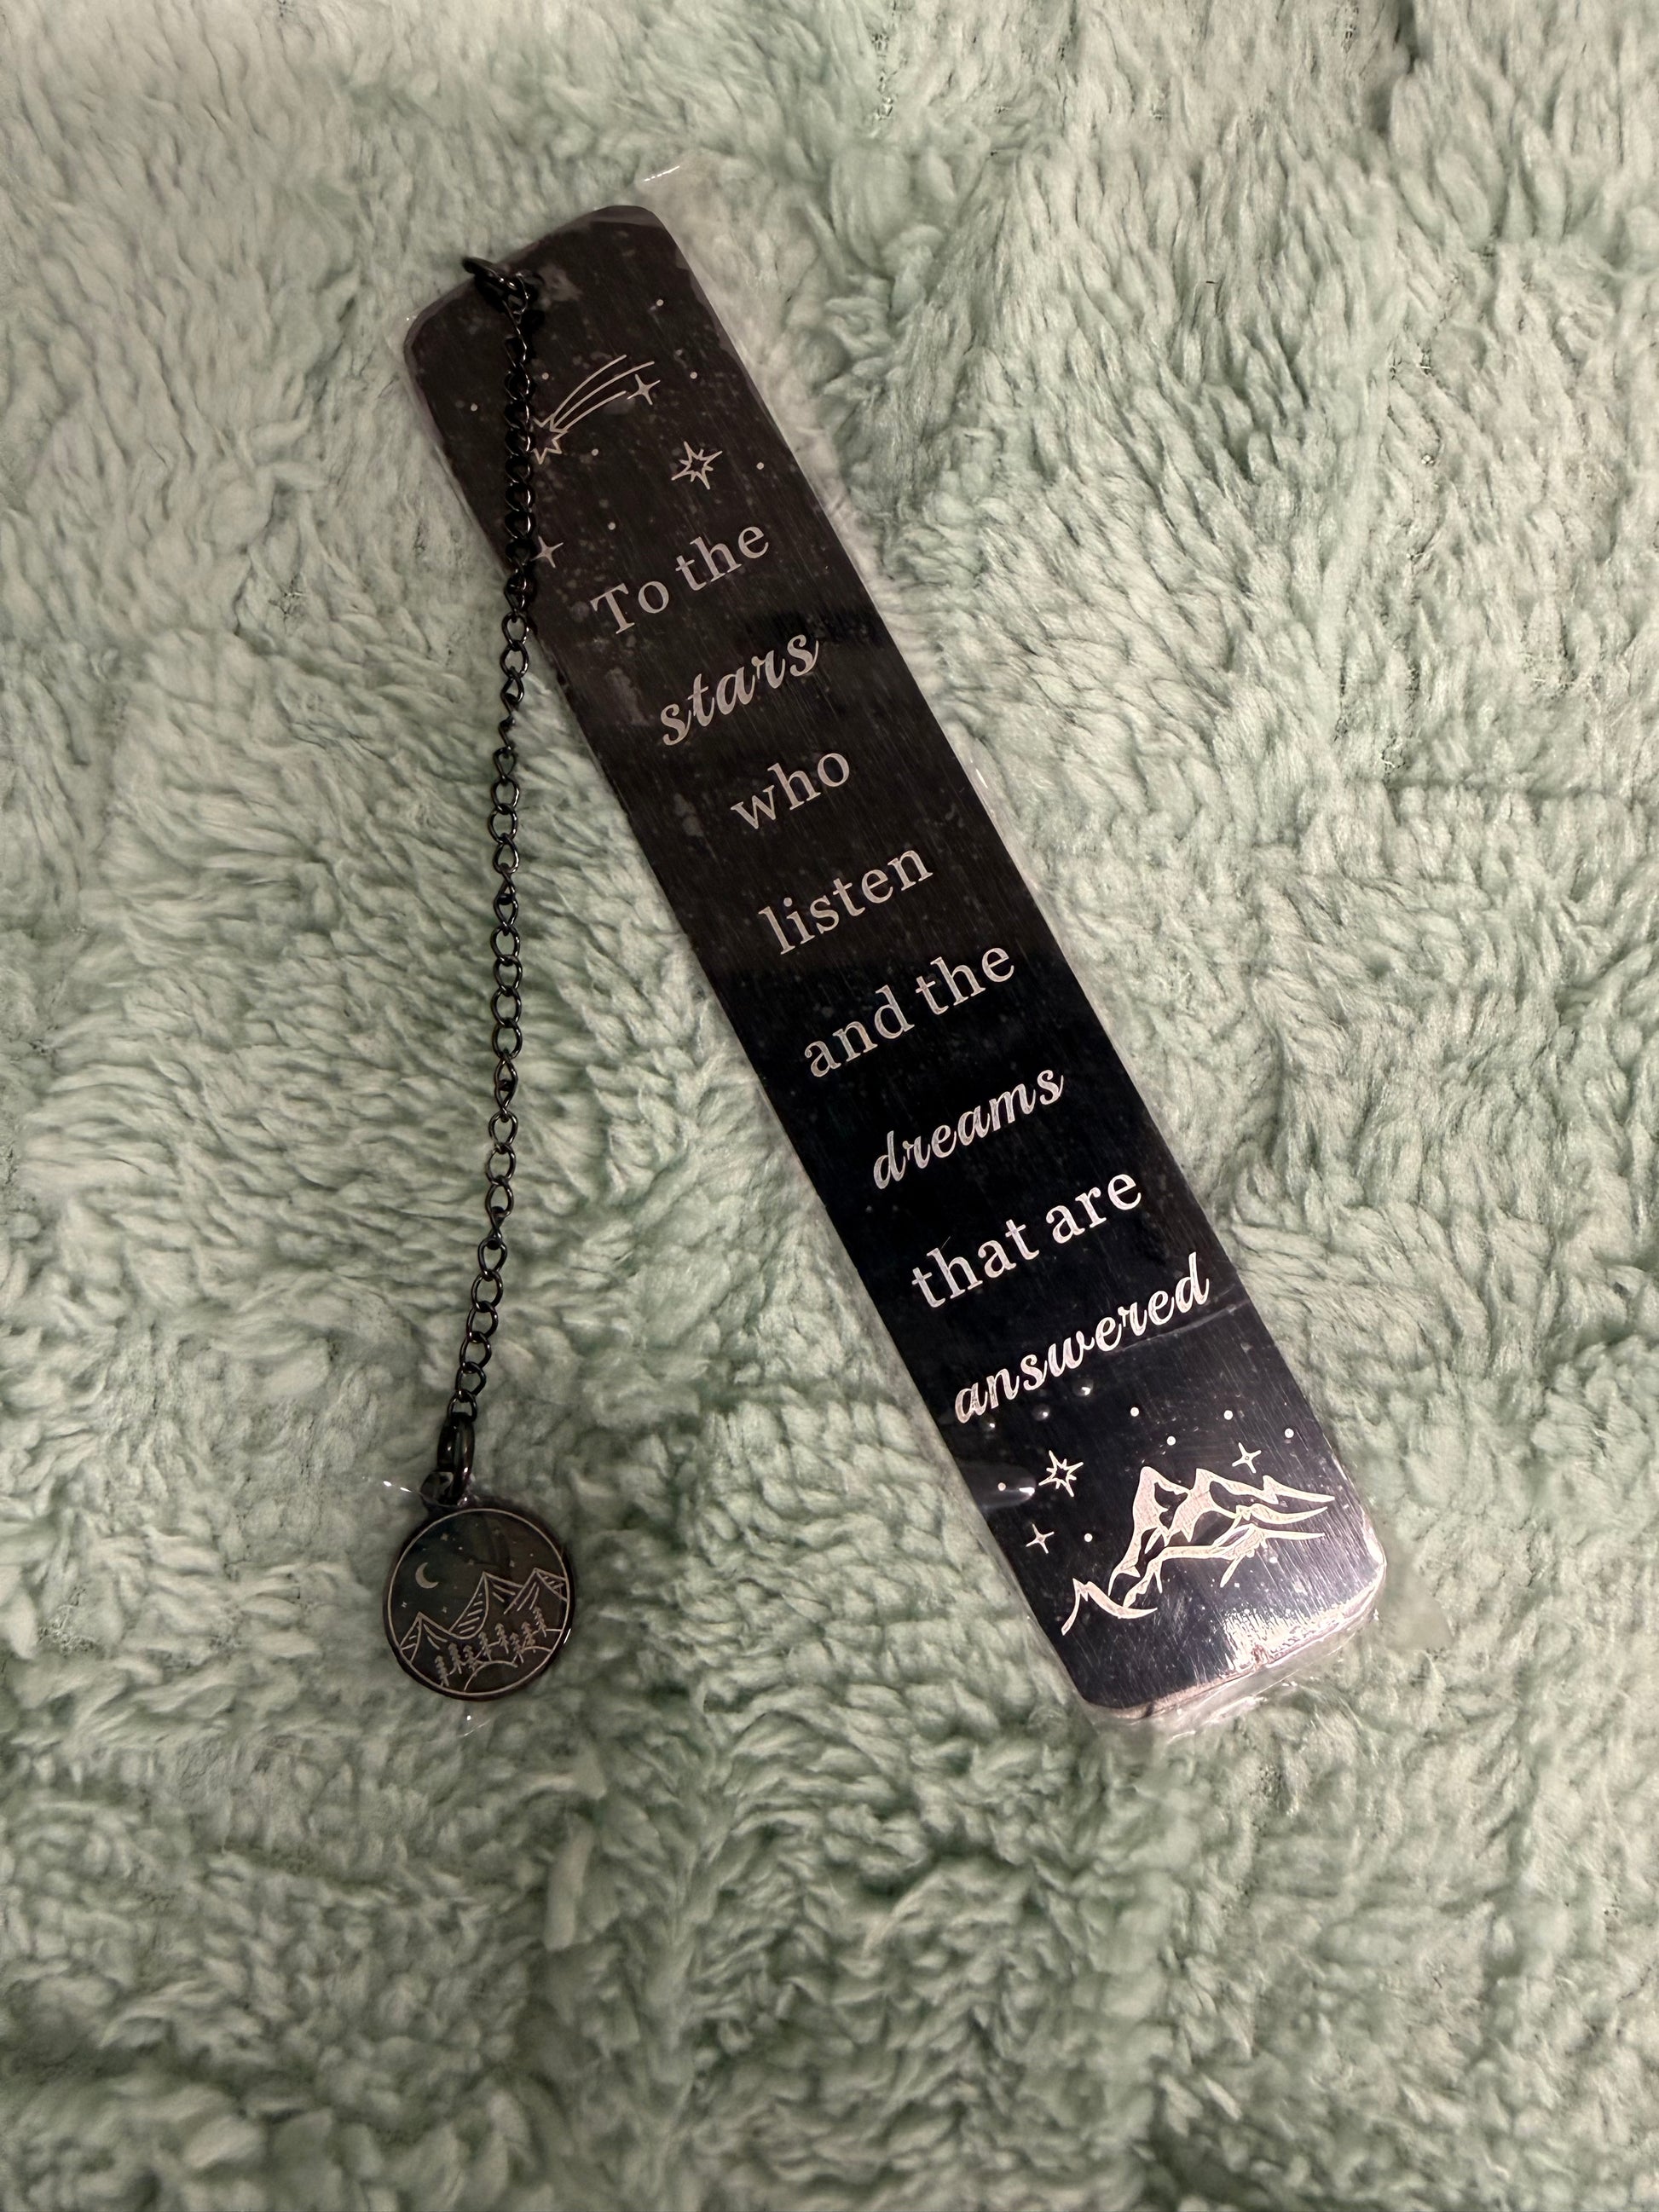 To the
stars
who
listen
and the
dreams
that are
answered